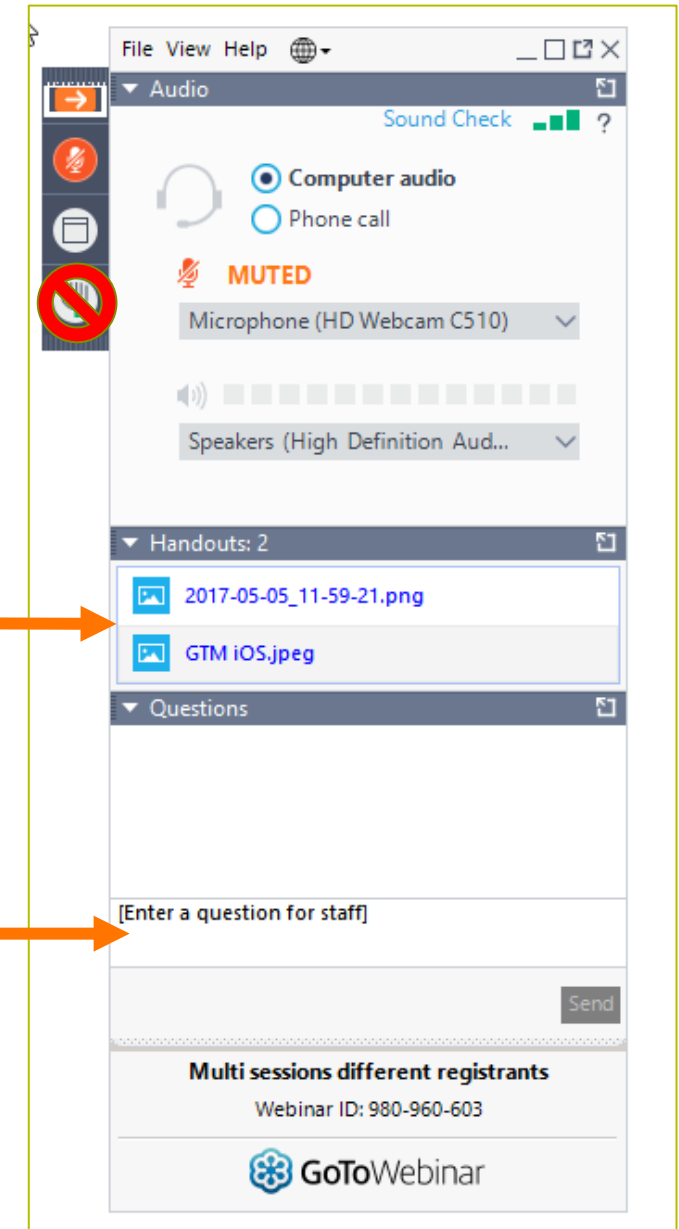 File View Help
Audio
Sound Check ?
Computer audio
Phone call
MUTED
Microphone (HD Webcam C510)
Speakers (High Definition Aud...
Handouts: 2
2017-05-05_11-59-21.png
GTM iOS.jpeg
Questions
[Enter a question for staff]
Send
Multi sessions different registrants
Webinar ID: 980-960-603
GoToWebinar